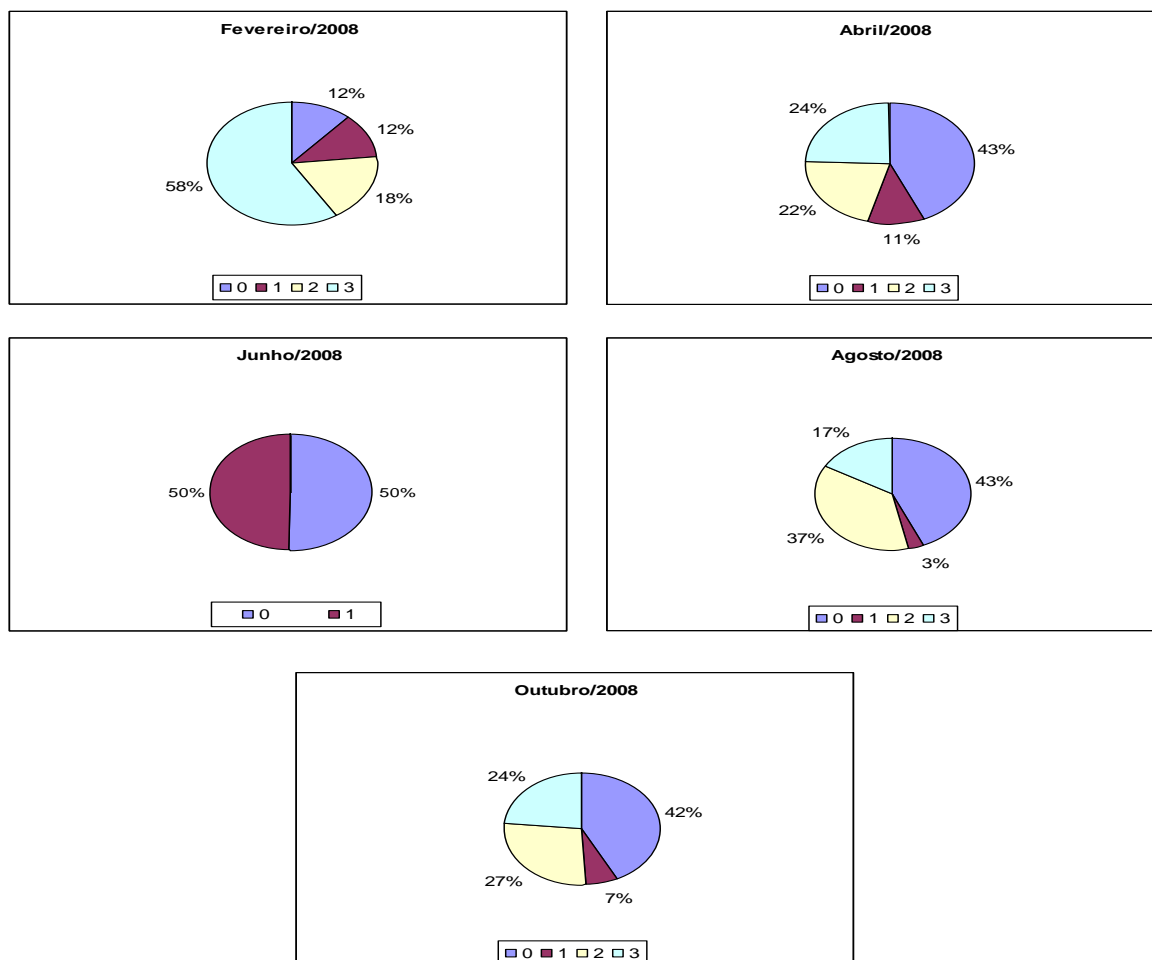 Fevereiro/2008
12%
12%
18%
58%
0 1 2 3
Abril/2008
24%
43%
22%
11%
0 1 2 3
Junho/2008
50%
50%
0 1
Agosto/2008
17%
43%
37%
3%
0 1 2 3
Outubro/2008
24%
42%
27%
7%
0 1 2 3